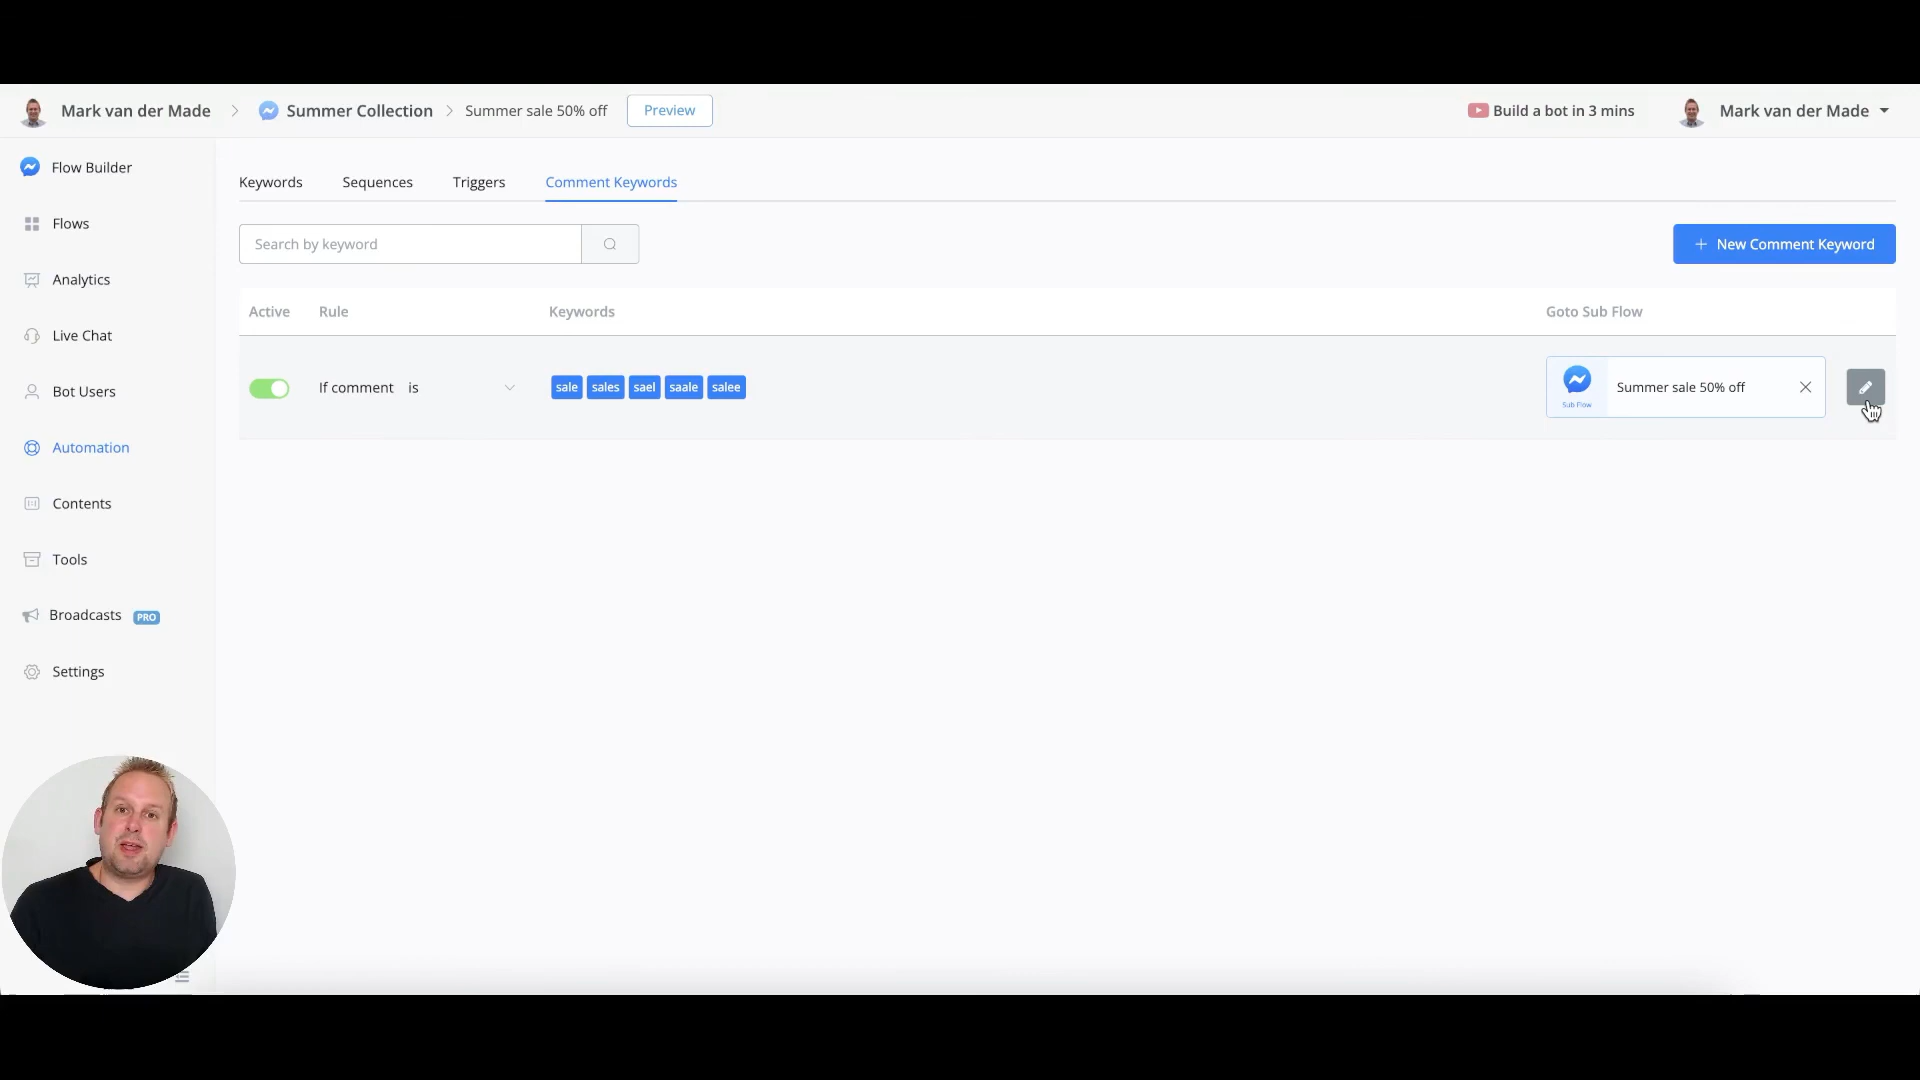 Mark van der Made > Summer Collection > Summer sale 50% off Preview Build a bot in 3 mins Mark van der Made
Flow Builder
Flows
Analytics
Live Chat
Bot Users
Automation
Contents
Tools
Broadcasts PRO
Settings
Keywords Sequences Triggers Comment Keywords
Search by keyword + New Comment Keyword
Active Rule Keywords Goto Sub Flow
If comment is sale sales sael saale salee Summer sale 50% off
Sub Flow